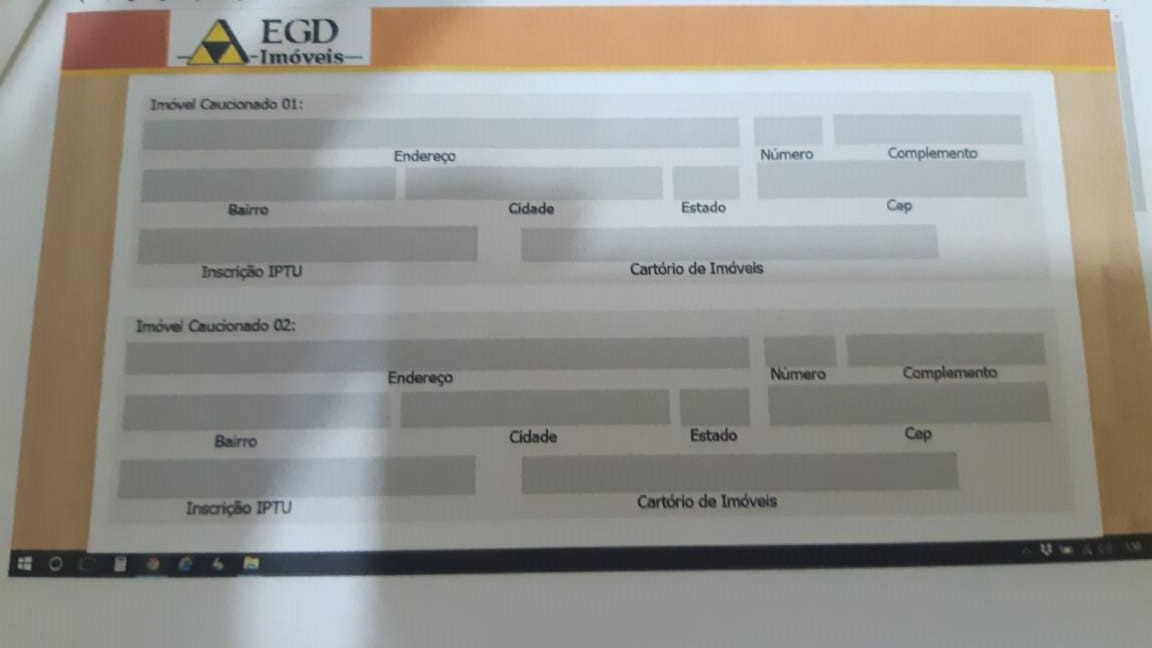 EGD
Imóveis
Imóvel Caucionado 01:
Endereço Número Complemento
Bairro Cidade Estado Cep
Inscrição IPTU Cartório de Imóveis
Imóvel Caucionado 02:
Endereço Número Complemento
Bairro Cidade Estado Cep
Inscrição IPTU Cartório de Imóveis